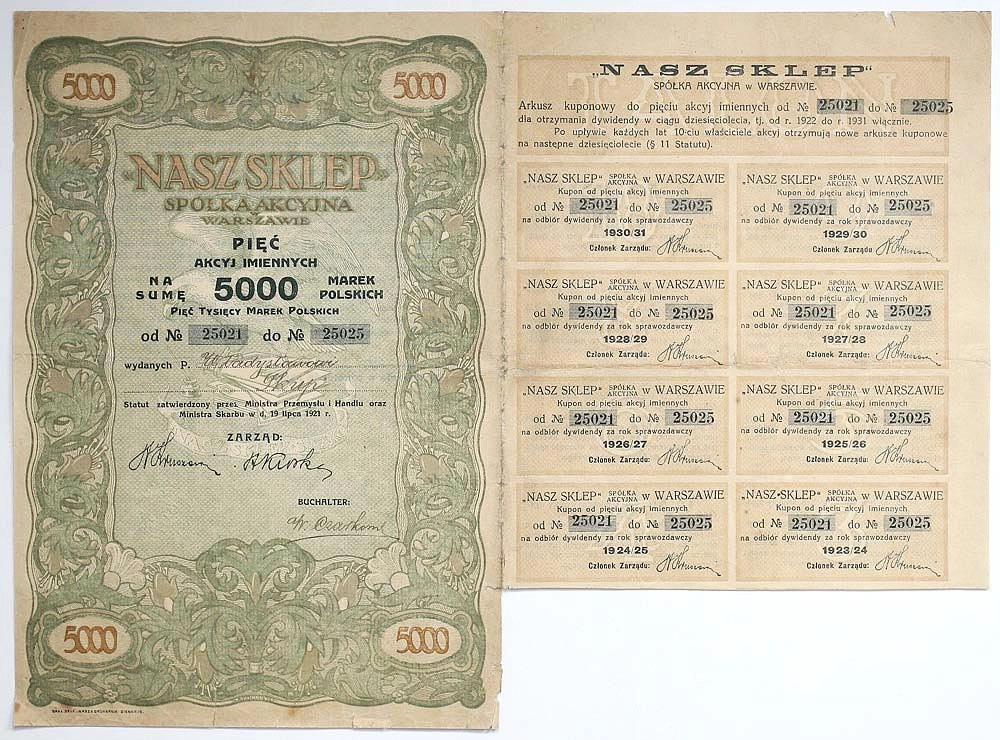 5000
5000
„NASZ SKLEP"
SPÓŁKA AKCYJNA
WARSZAWIE
PIĘĆ
AKCYJ IMIENNYCH
NA SUMĘ 5000 MAREK POLSKICH
Pięć Tysięcy Marek Polskich
od № 25021 do № 25025
wydanych P. Władysławowi
Statut zatwierdzony przez Ministra Przemysłu i Handlu oraz
Ministra Skarbu w d. 19 lipca 1921 r.
ZARZĄD:
BUCHALTER:
5000
5000
„NASZ SKLEP"
SPÓŁKA AKCYJNA w WARSZAWIE.
Arkusz kuponowy do pięciu akcyj imiennych od № 25021 do № 25025
dla otrzymania dywidendy w ciągu dziesięciolecia, tj. od r. 1922 do r. 1931 włącznie.
Po upływie każdych lat 10-ciu właściciele akcyj otrzymują nowe arkusze kuponowe
na następne dziesięciolecie (§ 11 Statutu).
„NASZ SKLEP" SPÓŁKA AKCYJNA w WARSZAWIE
Kupon od pięciu akcyj imiennych
od № 25021 do № 25025
na odbiór dywidendy za rok sprawozdawczy
1930/31
Członek Zarządu:
„NASZ SKLEP" SPÓŁKA AKCYJNA w WARSZAWIE
Kupon od pięciu akcyj imiennych
od № 25021 do № 25025
na odbiór dywidendy za rok sprawozdawczy
1929/30
Członek Zarządu
„NASZ SKLEP" SPÓŁKA AKCYJNA w WARSZAWIE
Kupon od pięciu akcyj imiennych
od № 25021 do № 25025
na odbiór dywidendy za rok sprawozdawczy
1928/29
Członek Zarządu:
„NASZ SKLEP" SPÓŁKA AKCYJNA w WARSZAWIE
Kupon od pięciu akcyj imiennych
od № 25021 do № 25025
na odbiór dywidendy za rok sprawozdawczy
1927/28
Członek Zarządu:
„NASZ SKLEP" SPÓŁKA AKCYJNA w WARSZAWIE
Kupon od pięciu akcyj imiennych
od № 25021 do № 25025
na odbiór dywidendy za rok sprawozdawczy
1926/27
Członek Zarządu:
„NASZ SKLEP" SPÓŁKA AKCYJNA w WARSZAWIE
Kupon od pięciu akcyj imiennych
od № 25021 do № 25025
na odbiór dywidendy za rok sprawozdawczy
1925/26
Członek Zarządu:
„NASZ SKLEP" SPÓŁKA AKCYJNA w WARSZAWIE
Kupon od pięciu akcyj imiennych
od № 25021 do № 25025
na odbiór dywidendy za rok sprawozdawczy
1924/25
Członek Zarządu:
„NASZ SKLEP" SPÓŁKA AKCYJNA w WARSZAWIE
Kupon od pięciu akcyj imiennych
od № 25021 do № 25025
na odbiór dywidendy za rok sprawozdawczy
1923/24
Członek Zarządu: